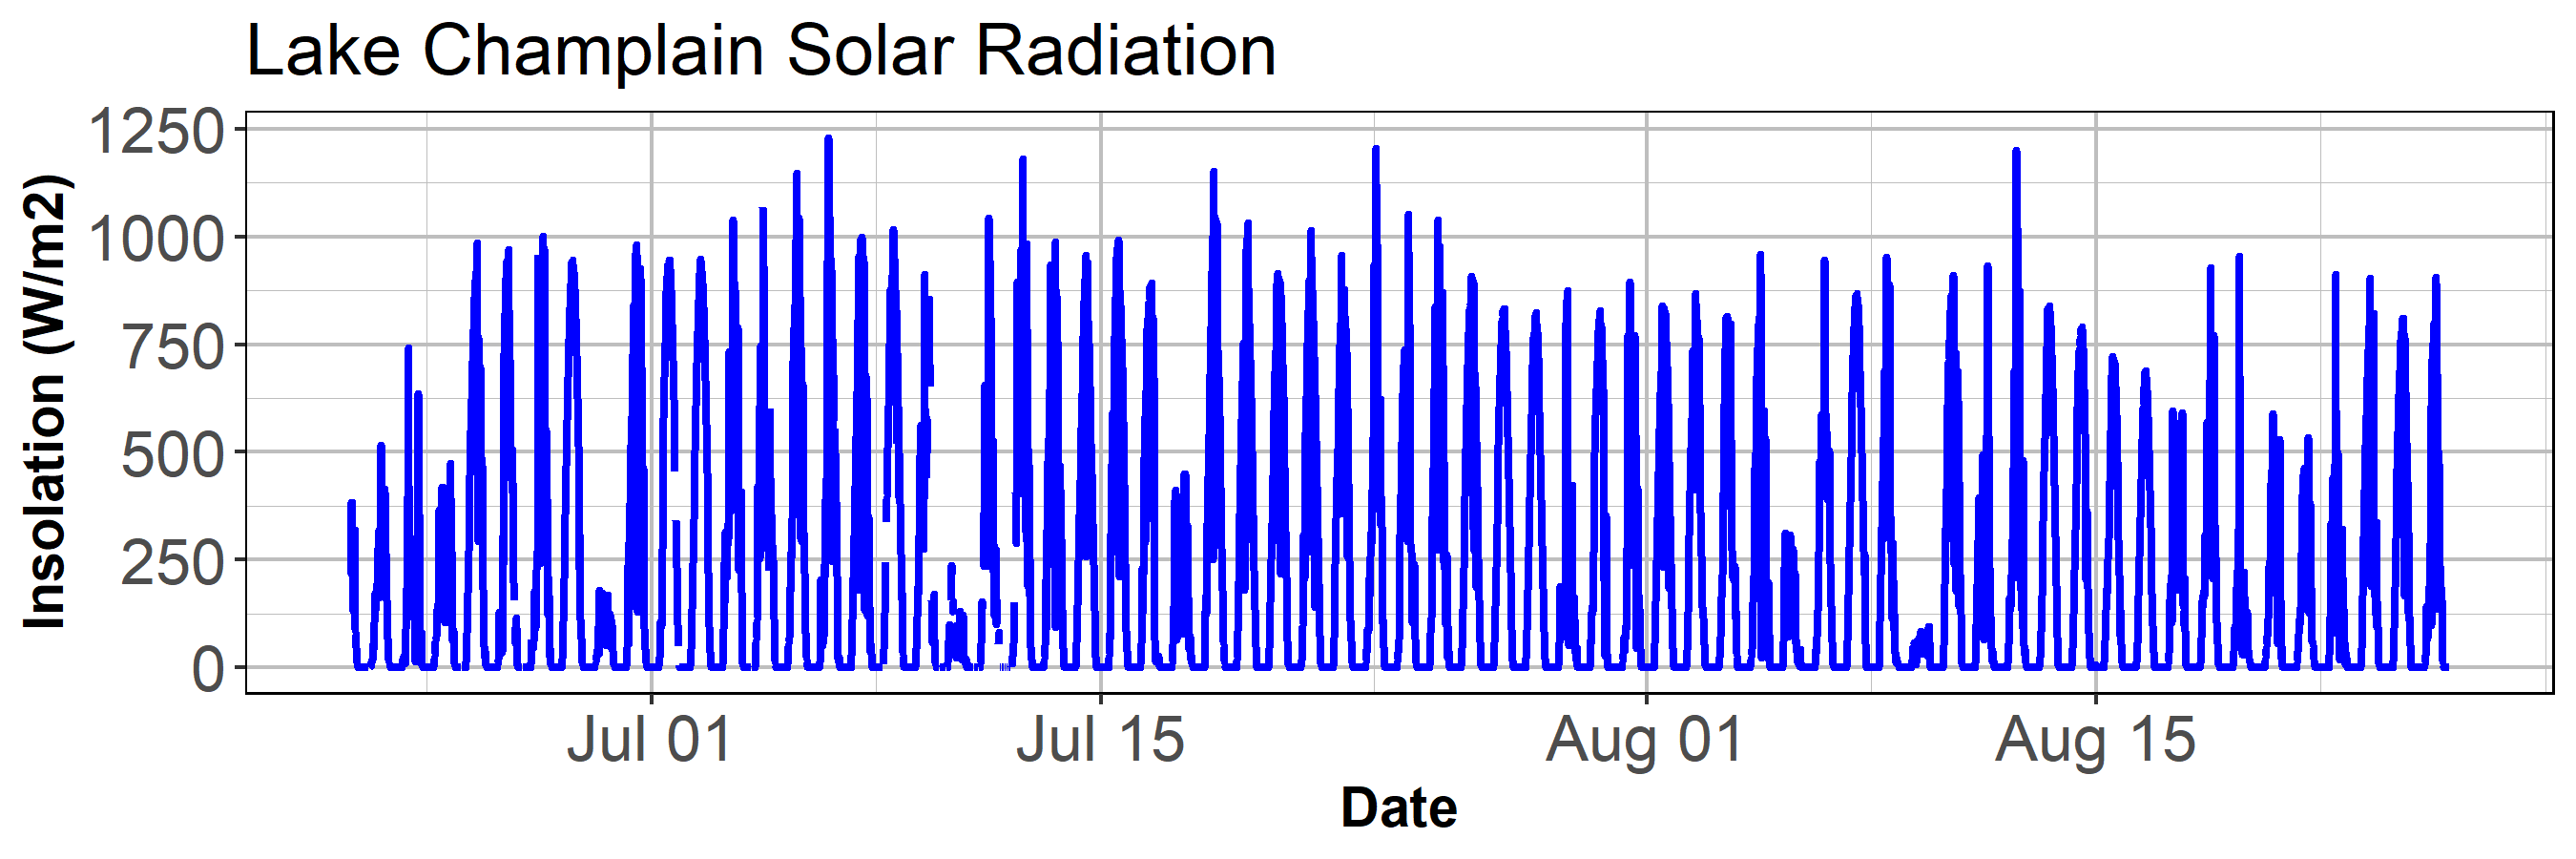 Lake Champlain Solar Radiation
1250
1000
750
500
250
0
Insolation (W/m2)
Jul 01 Jul 15 Aug 01 Aug 15
Date